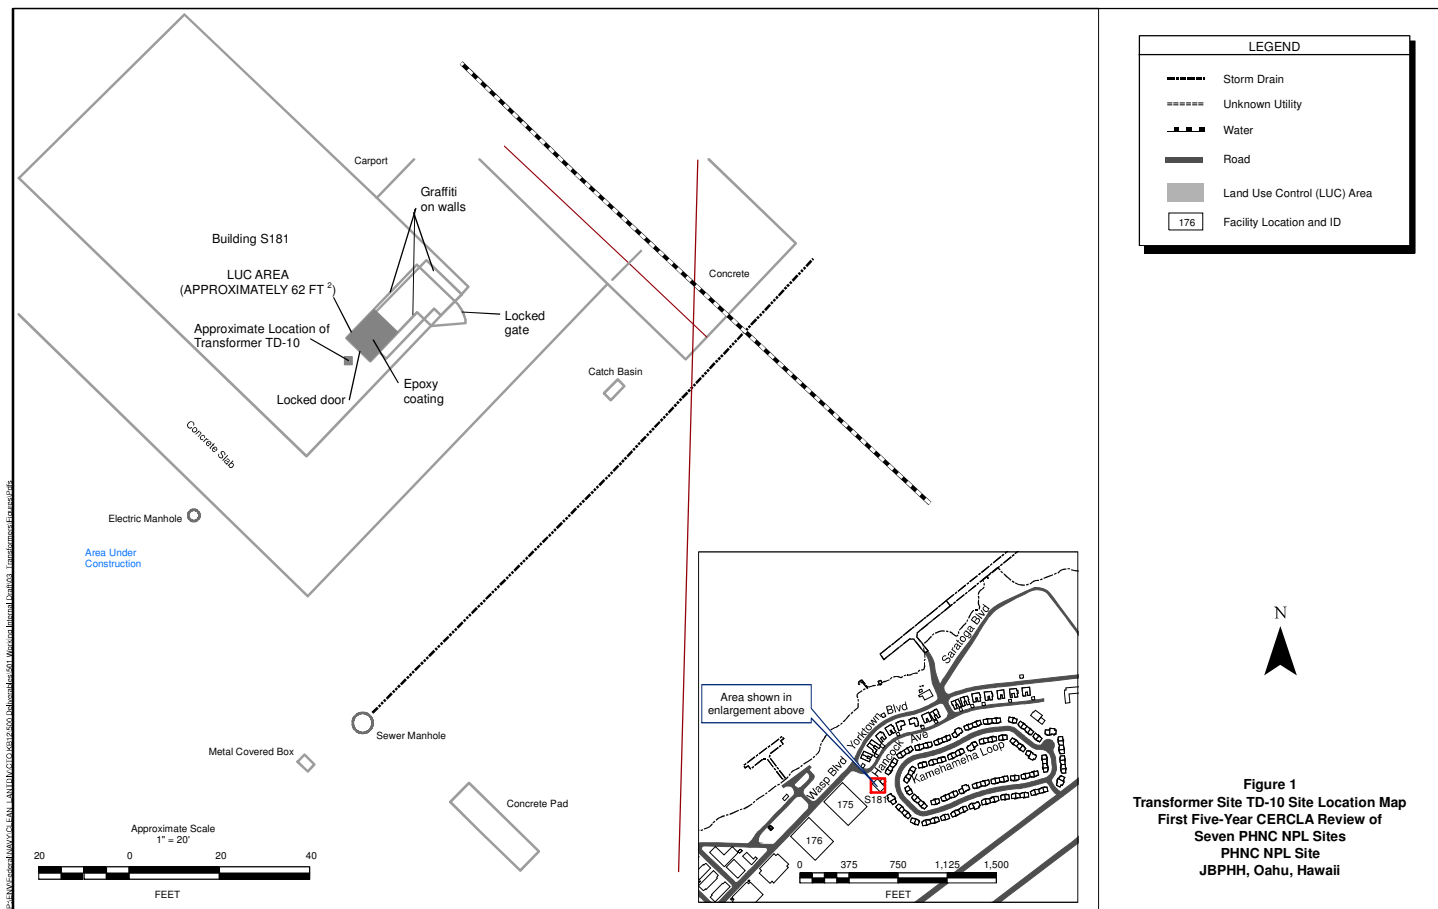 Carport
Graffiti
on walls
Building S181
LUC AREA
(APPROXIMATELY 62 FT 2)
Approximate Location of
Transformer TD-10
Locked door
Epoxy
coating
Locked
gate
Concrete
Catch Basin
Concrete Slab
Electric Manhole
Area Under
Construction
Sewer Manhole
Metal Covered Box
Concrete Pad
Approximate Scale
1" = 20'
20 0 20 40
FEET
Area shown in
enlargement above
Saratoga Blvd
Yorktown Blvd
Hancock Ave
Wasp Blvd
Kamehameha Loop
S181
175
176
0 375 750 1,125 1,500
FEET
LEGEND
Storm Drain
Unknown Utility
Water
Road
Land Use Control (LUC) Area
176 Facility Location and ID
N
Figure 1
Transformer Site TD-10 Site Location Map
First Five-Year CERCLA Review of
Seven PHNC NPL Sites
PHNC NPL Site
JBPHH, Oahu, Hawaii